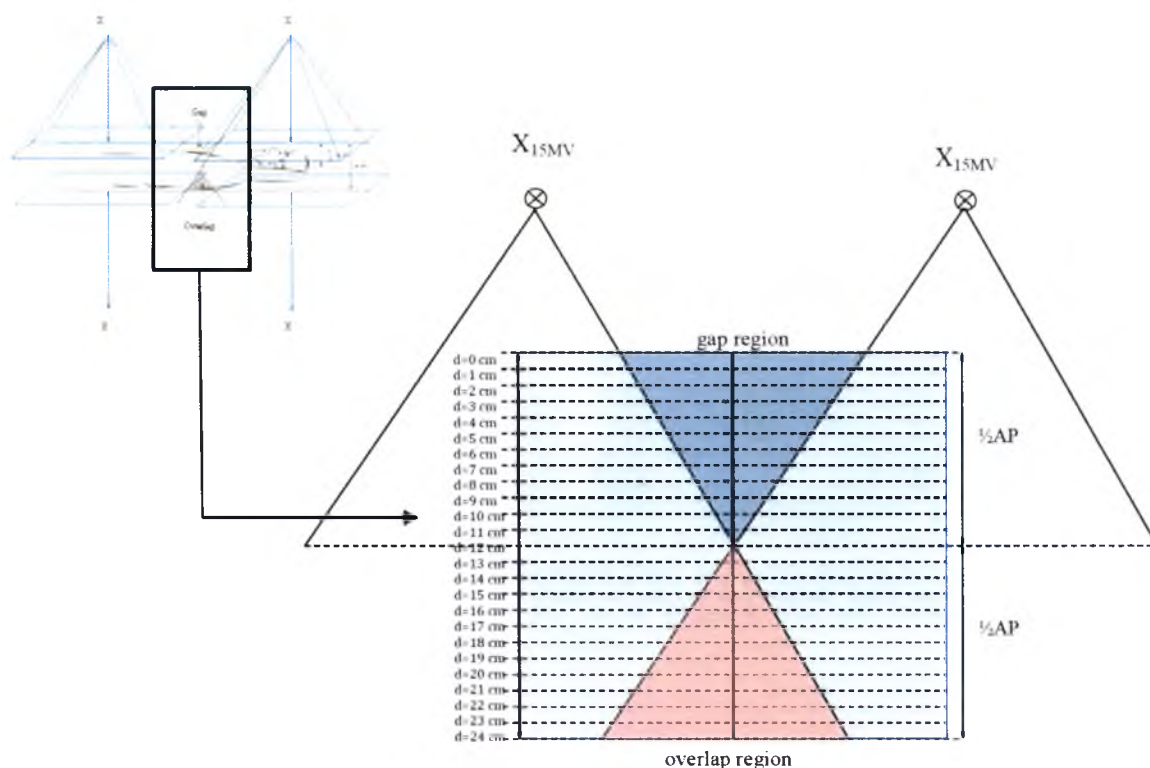 X X
Gap
Overlap
X X
X15MV X15MV
gap region
d=0 cm
d=1 cm
d=2 cm
d=3 cm
d=4 cm
d=5 cm
d=6 cm
d=7 cm
d=8 cm
d=9 cm
d=10 cm
d=11 cm
d=12 cm
d=13 cm
d=14 cm
d=15 cm
d=16 cm
d=17 cm
d=18 cm
d=19 cm
d=20 cm
d=21 cm
d=22 cm
d=23 cm
d=24 cm
½AP
½AP
overlap region